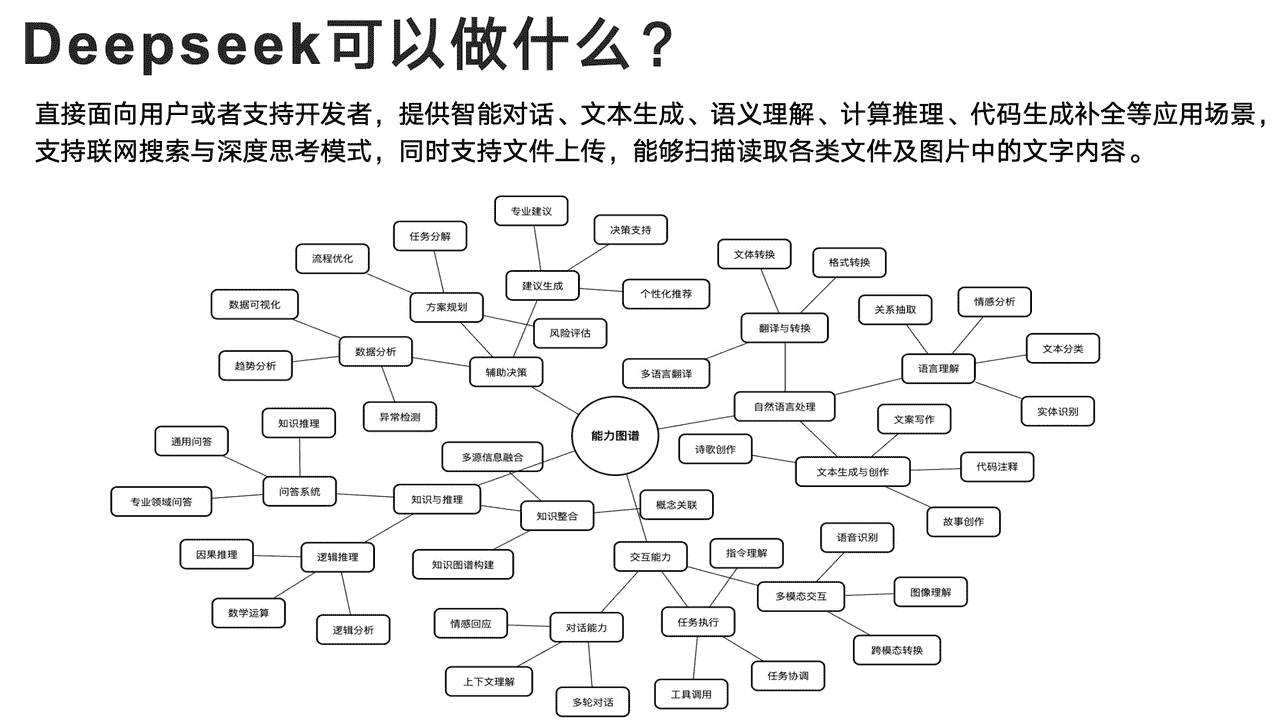 Deepseek可以做什么？
直接面向用户或者支持开发者，提供智能对话、文本生成、语义理解、计算推理、代码生成补全等应用场景，
支持联网搜索与深度思考模式，同时支持文件上传，能够扫描读取各类文件及图片中的文字内容。
专业建议
任务分解
决策支持
流程优化
建议生成
个性化推荐
数据可视化
方案规划
风险评估
数据分析
趋势分析
辅助决策
异常检测
文体转换
格式转换
翻译与转换
多语言翻译
关系抽取
情感分析
文本分类
语言理解
实体识别
自然语言处理
文案写作
诗歌创作
文本生成与创作
代码注释
故事创作
能力图谱
知识推理
通用问答
问答系统
专业领域问答
多源信息融合
知识与推理
知识整合
概念关联
知识图谱构建
因果推理
逻辑推理
数学运算
逻辑分析
交互能力
指令理解
语音识别
多模态交互
图像理解
跨模态转换
情感回应
对话能力
任务执行
上下文理解
多轮对话
工具调用
任务协调